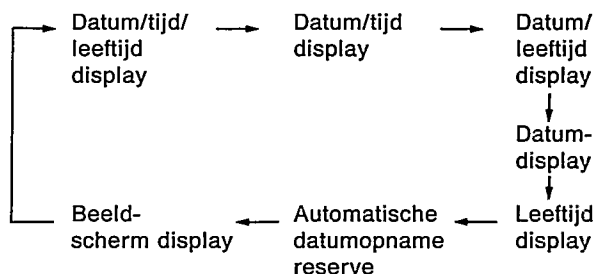 Datum/tijd/
leeftijd
display
Datum/tijd
display
Datum/
leeftijd
display
Datum-
display
Leeftijd
display
Automatische
datumopname
reserve
Beeld-
scherm display